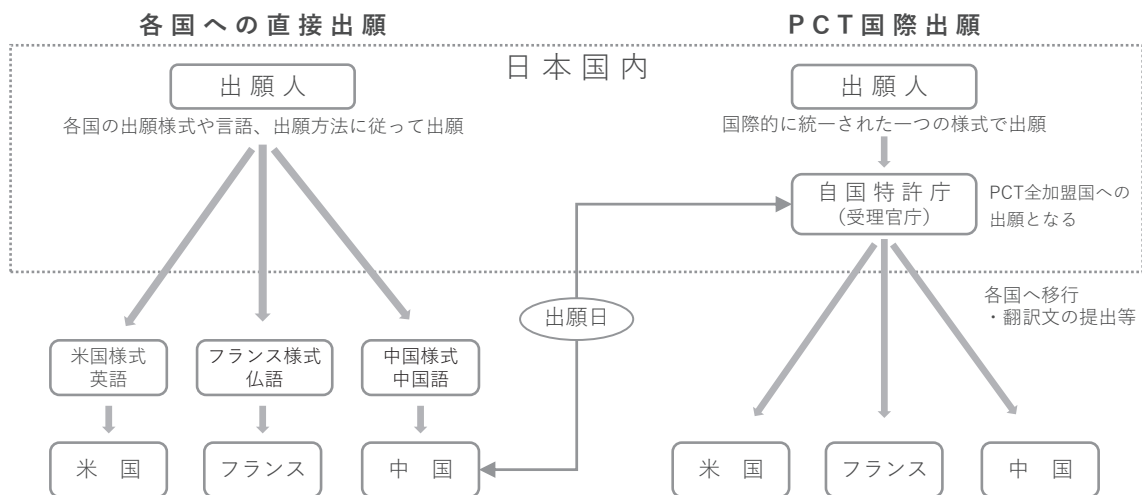 各国への直接出願
PCT国際出願
日本国内
出願人
各国の出願様式や言語、出願方法に従って出願
出願人
国際的に統一された一つの様式で出願
自国特許庁
(受理官庁)
PCT全加盟国への
出願となる
出願日
各国へ移行
・翻訳文の提出等
米国様式
英語
フランス様式
仏語
中国様式
中国語
米 国
フランス
中 国
米 国
フランス
中 国